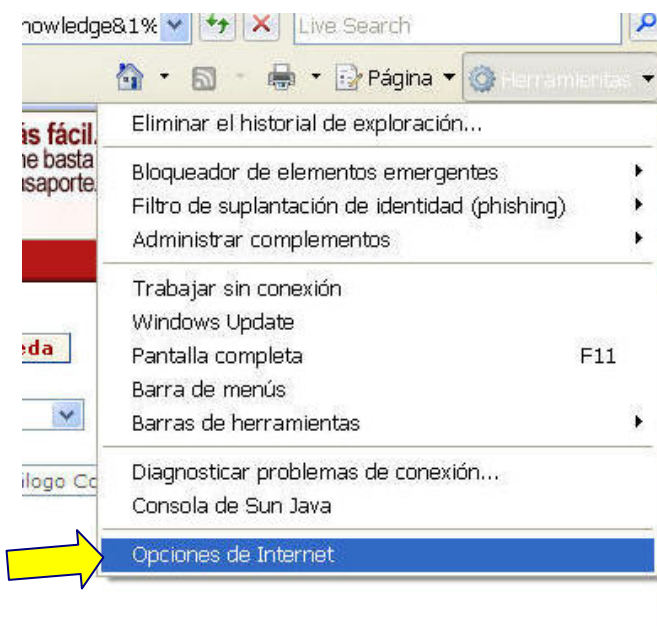 nowledge&1%
Live Search
Página
Herramientas
ás fácil.
ne basta
saporte.
Eliminar el historial de exploración...
Bloqueador de elementos emergentes
Filtro de suplantación de identidad (phishing)
Administrar complementos
Trabajar sin conexión
Windows Update
Pantalla completa F11
Barra de menús
Barras de herramientas
eda
álogo Co
Diagnosticar problemas de conexión...
Consola de Sun Java
Opciones de Internet